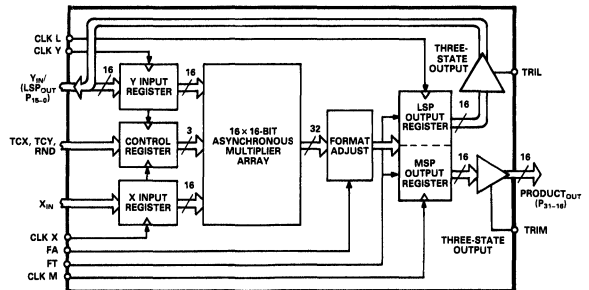 CLK L
CLK Y
YIN/
(LSPOUT
P15-0)
16
Y INPUT
REGISTER
16
TCX, TCY,
RND
CONTROL
REGISTER
3
XIN
X INPUT
REGISTER
16
CLK X
FA
FT
CLK M
16 × 16-BIT
ASYNCHRONOUS
MULTIPLIER
ARRAY
32
FORMAT
ADJUST
LSP
OUTPUT
REGISTER
16
MSP
OUTPUT
REGISTER
16
THREE-
STATE
OUTPUT
TRIL
16
PRODUCTOUT
(P31-16)
THREE-STATE
OUTPUT
TRIM